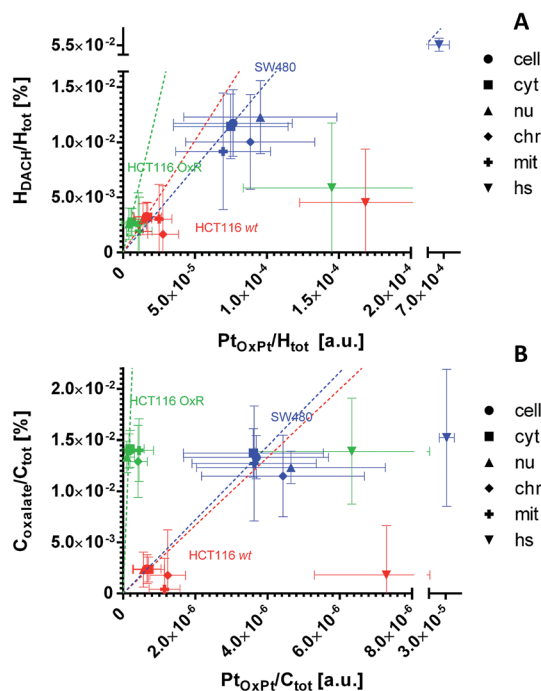 A
5.5×10⁻²
1.5×10⁻²
1.0×10⁻²
5.0×10⁻³
0
H_DACH/H_tot [%]
SW480
HCT116 OxR
HCT116 wt
0
5.0×10⁻⁵
1.0×10⁻⁴
1.5×10⁻⁴
2.0×10⁻⁴
7.0×10⁻⁴
Pt_OxPt/H_tot [a.u.]
cell
cyt
nu
chr
mit
hs
B
2.0×10⁻²
1.5×10⁻²
1.0×10⁻²
5.0×10⁻³
0
C_oxalate/C_tot [%]
HCT116 OxR
SW480
HCT116 wt
0
2.0×10⁻⁶
4.0×10⁻⁶
6.0×10⁻⁶
8.0×10⁻⁶
3.0×10⁻⁵
Pt_OxPt/C_tot [a.u.]
cell
cyt
nu
chr
mit
hs